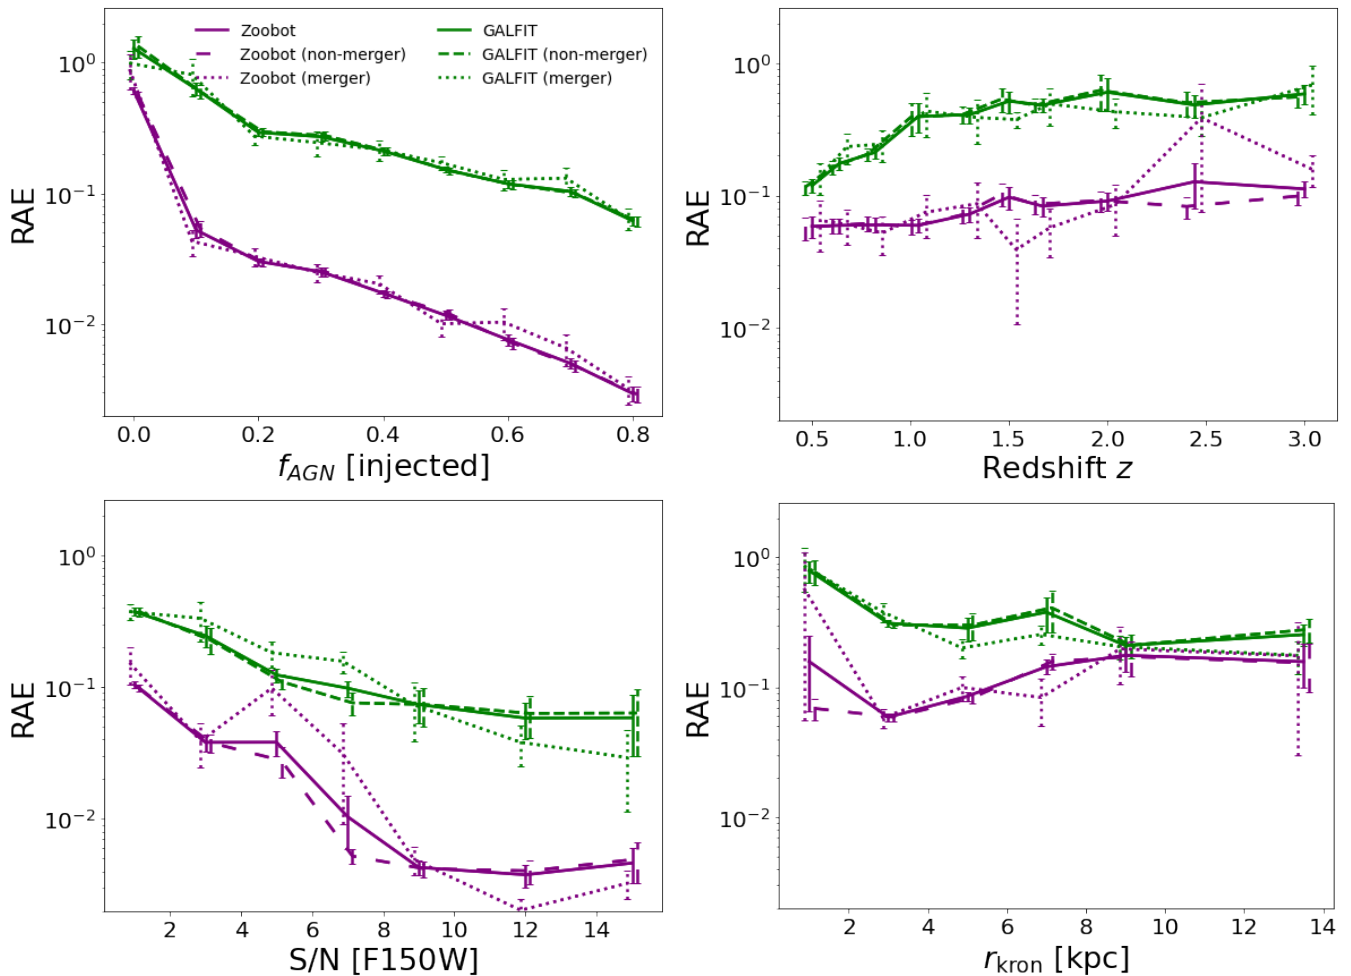 Zoobot
Zoobot (non-merger)
Zoobot (merger)
GALFIT
GALFIT (non-merger)
GALFIT (merger)
RAE
10⁰
10⁻¹
10⁻²
0.0 0.2 0.4 0.6 0.8
f_AGN [injected]
RAE
10⁰
10⁻¹
10⁻²
0.5 1.0 1.5 2.0 2.5 3.0
Redshift z
RAE
10⁰
10⁻¹
10⁻²
2 4 6 8 10 12 14
S/N [F150W]
RAE
10⁰
10⁻¹
10⁻²
2 4 6 8 10 12 14
r_kron [kpc]